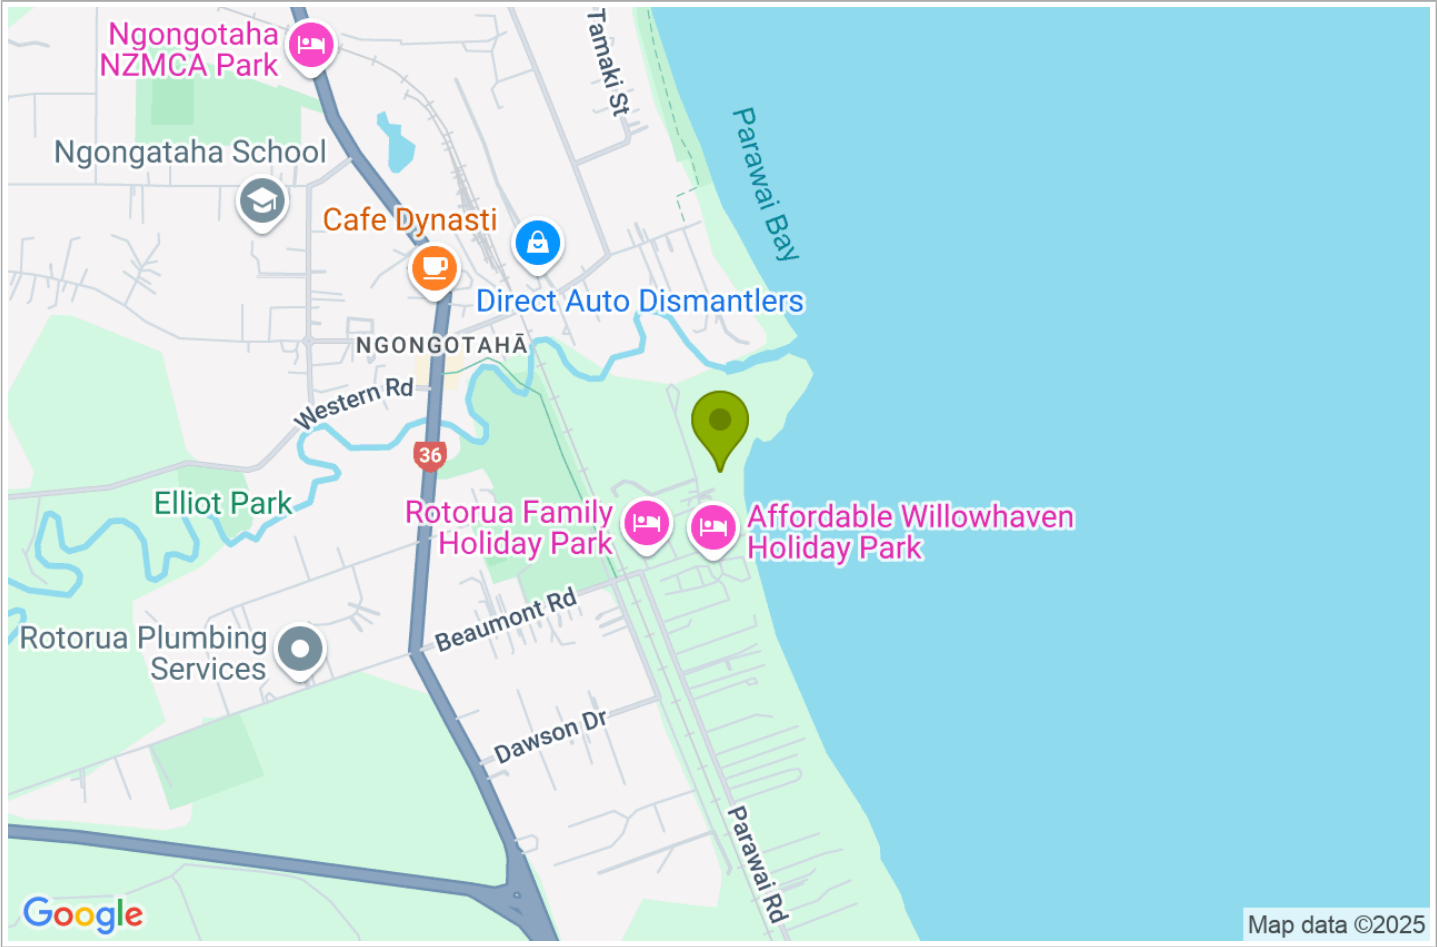 Ngongotaha
NZMCA Park
Tamaki St
Parawai Bay
Ngongataha School
Cafe Dynasti
Direct Auto Dismantlers
NGONGOTAHĀ
Western Rd
36
Elliot Park
Rotorua Family
Holiday Park
Affordable Willowhaven
Holiday Park
Beaumont Rd
Rotorua Plumbing
Services
Dawson Dr
Parawai Rd
Google
Map data ©2025